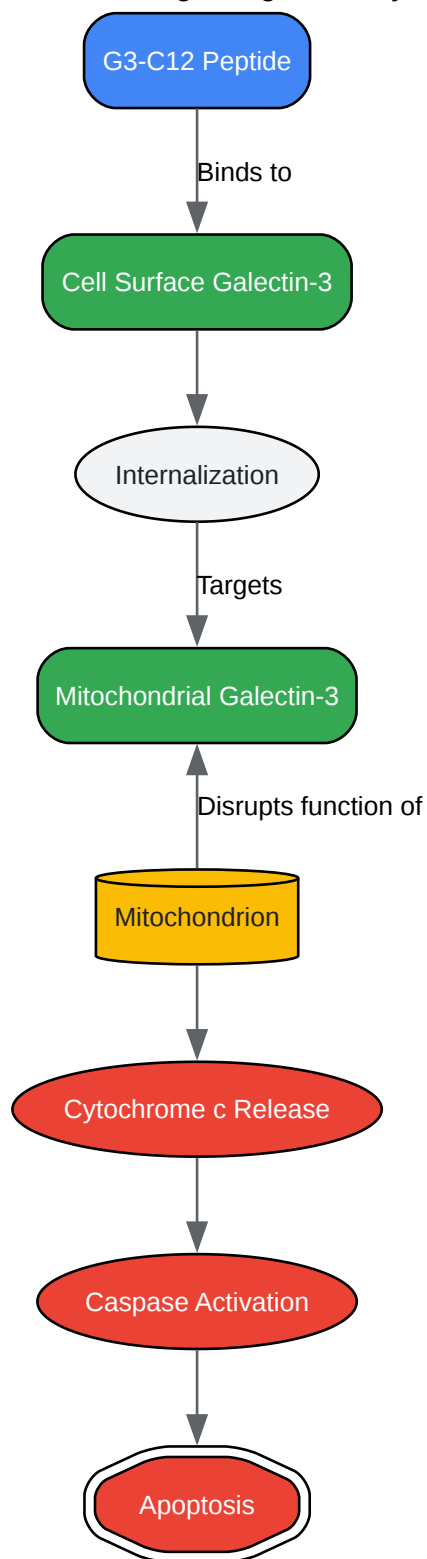 G3-C12 Peptide
Binds to
Cell Surface Galectin-3
Internalization
Targets
Mitochondrial Galectin-3
Disrupts function of
Mitochondrion
Cytochrome c Release
Caspase Activation
Apoptosis